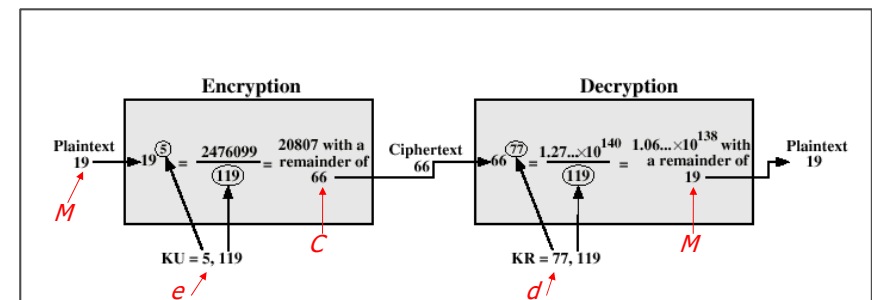 Encryption
Decryption
Plaintext
19
19 5 = 2476099 / 119 = 20807 with a
remainder of
66
Ciphertext
66
66 77 = 1.27...×10 140 / 119 = 1.06...×10 138 with
a remainder of
19
Plaintext
19
M
C
M
KU = 5, 119
KR = 77, 119
e
d